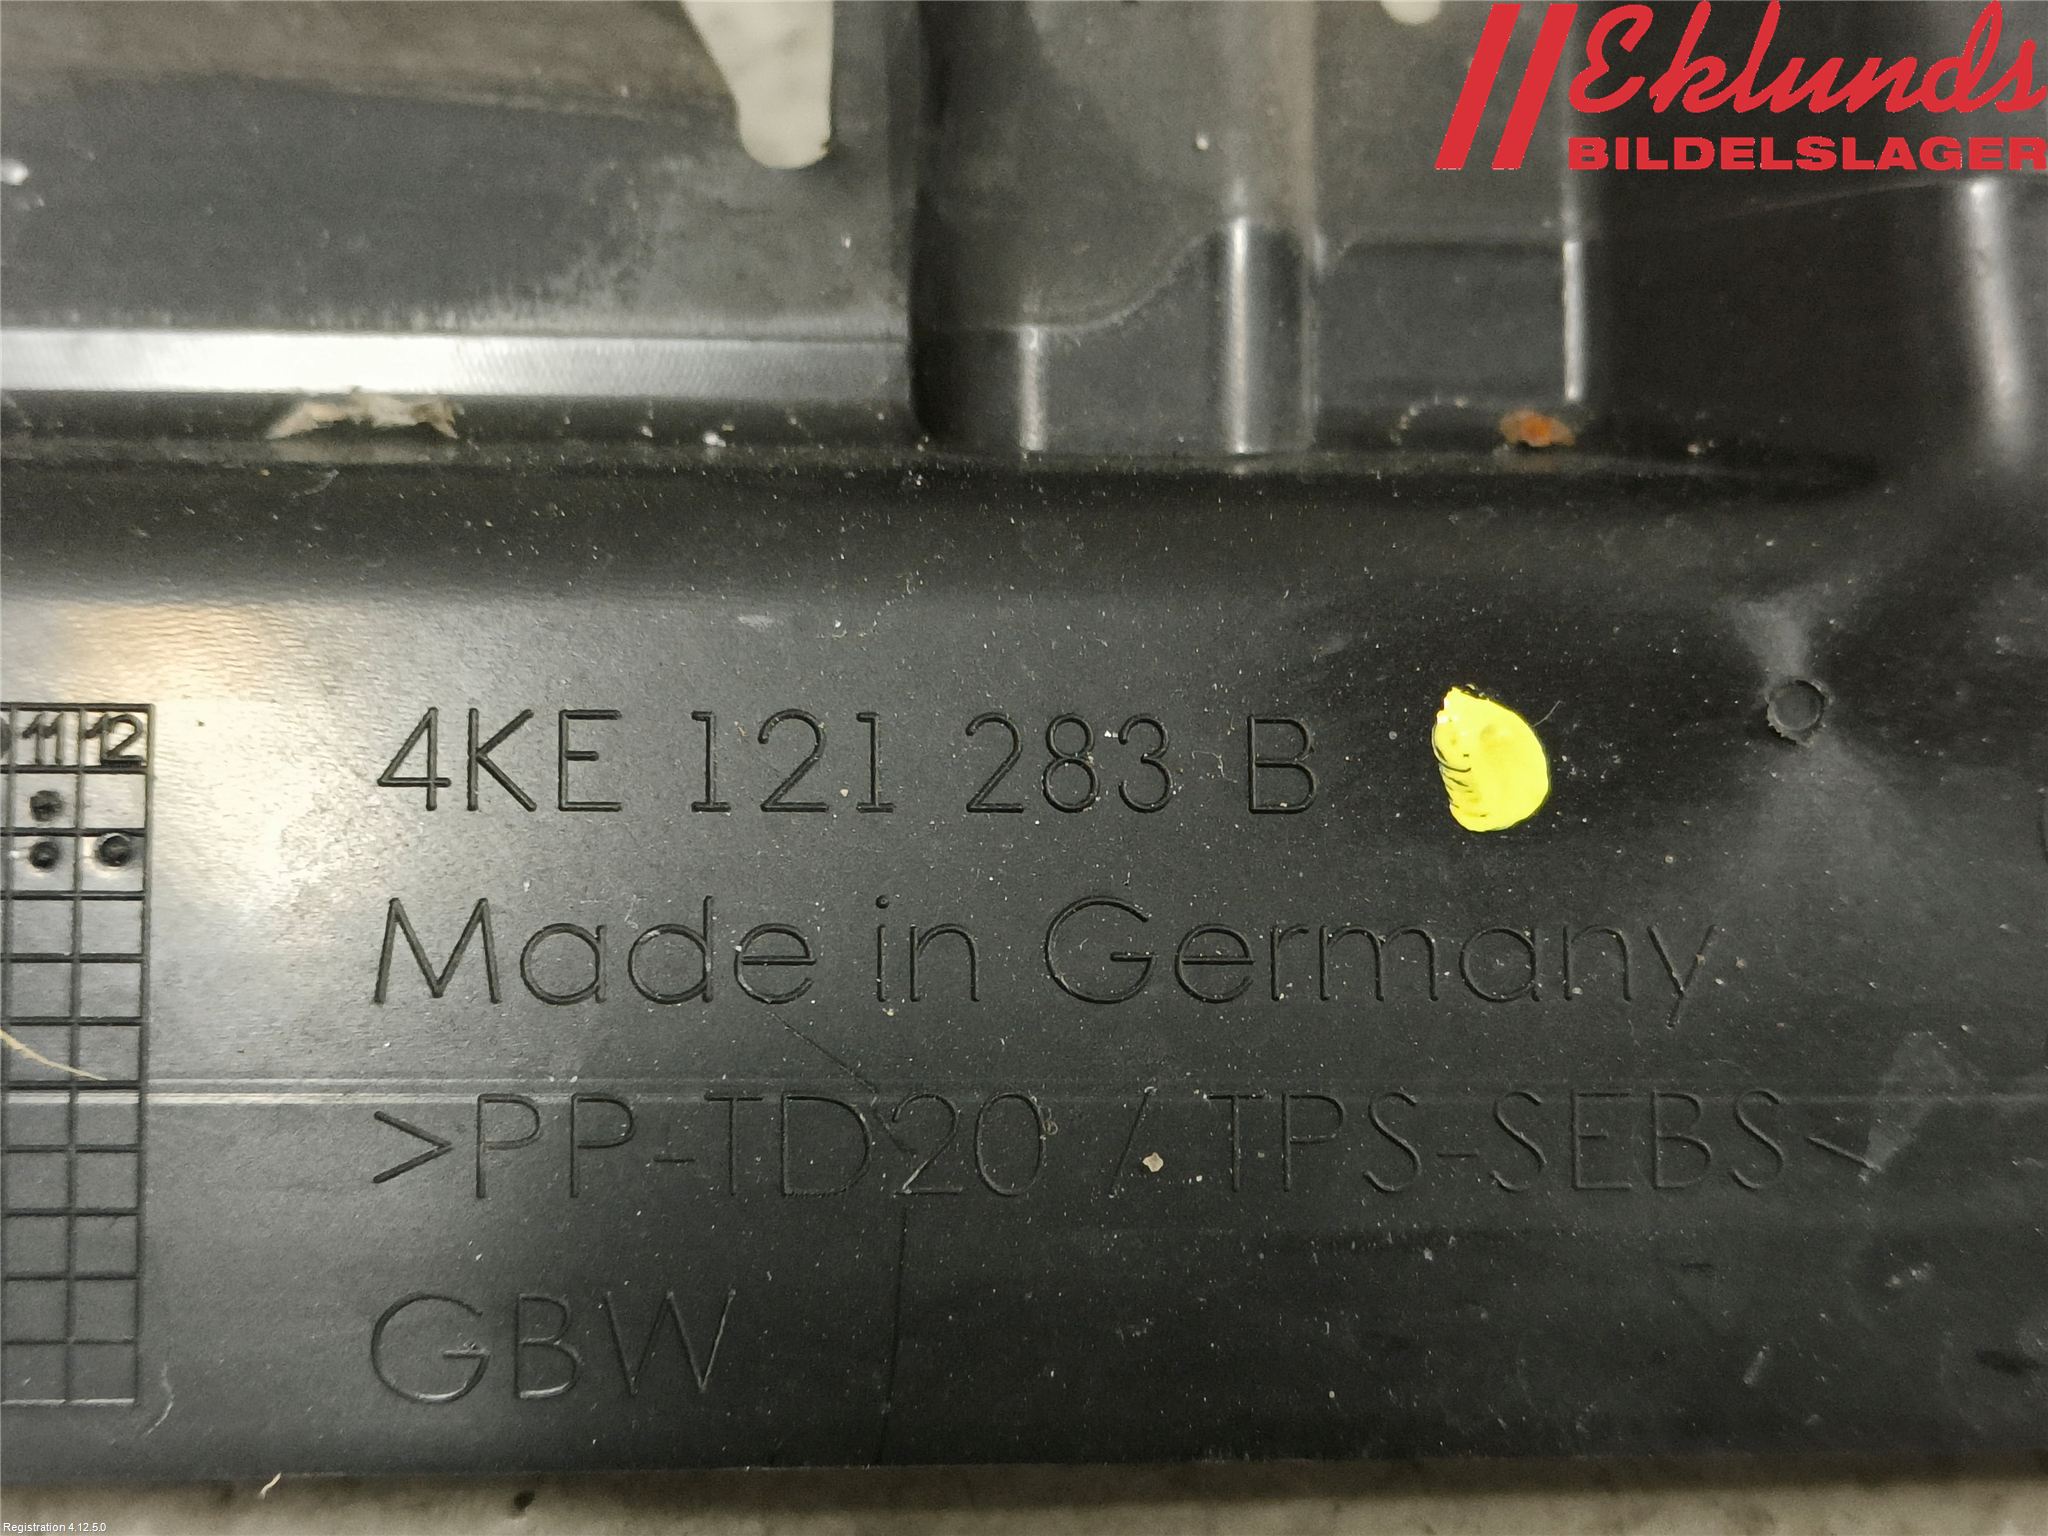 Eklunds
BILDELSLAGER
11 12
4KE 121 283 B
Made in Germany
>PP-TD20 / TPS-SEBS<
GBW
Registration 4.12.5.0